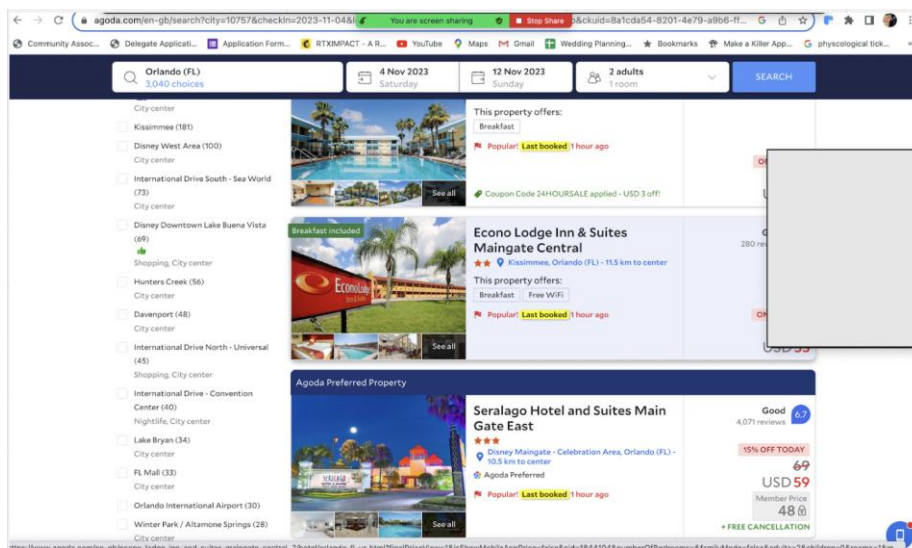 agoda.com/en-gb/search?city=10757&checkIn=2023-11-04&
You are screen sharing
Stop Share
&ckuid=8a1cda54-8201-4e79-a9b6-ff...
Community Assoc...
Delegate Applicati...
Application Form...
RTXIMPACT - A R...
YouTube
Maps
Gmail
Wedding Planning...
Bookmarks
Make a Killer App...
physcological tick...
Orlando (FL)
3,040 choices
4 Nov 2023
Saturday
12 Nov 2023
Sunday
2 adults
1 room
SEARCH
City center
Kissimmee (181)
Disney West Area (100)
City center
International Drive South - Sea World
(73)
City center
Disney Downtown Lake Buena Vista
(69)
Shopping, City center
Hunters Creek (56)
City center
Davenport (48)
International Drive North - Universal
(45)
Shopping, City center
International Drive - Convention
Center (40)
Nightlife, City center
Lake Bryan (34)
City center
FL Mall (33)
City center
Orlando International Airport (30)
Winter Park / Altamone Springs (28)
City center
See all
This property offers:
Breakfast
Popular! Last booked 1 hour ago
Coupon Code 24HOURSALE applied - USD 3 off!
Breakfast included
EconoLodge
Inn & Suites
See all
Econo Lodge Inn & Suites
Maingate Central
Kissimmee, Orlando (FL) - 11.5 km to center
This property offers:
Breakfast
Free WiFi
Popular! Last booked 1 hour ago
280
USD
Agoda Preferred Property
SERALAGO
See all
Seralago Hotel and Suites Main
Gate East
Disney Maingate - Celebration Area, Orlando (FL) -
10.5 km to center
Agoda Preferred
Popular! Last booked 1 hour ago
Good
6.7
4,071 reviews
15% OFF TODAY
69
USD 59
Member Price
48
+ FREE CANCELLATION